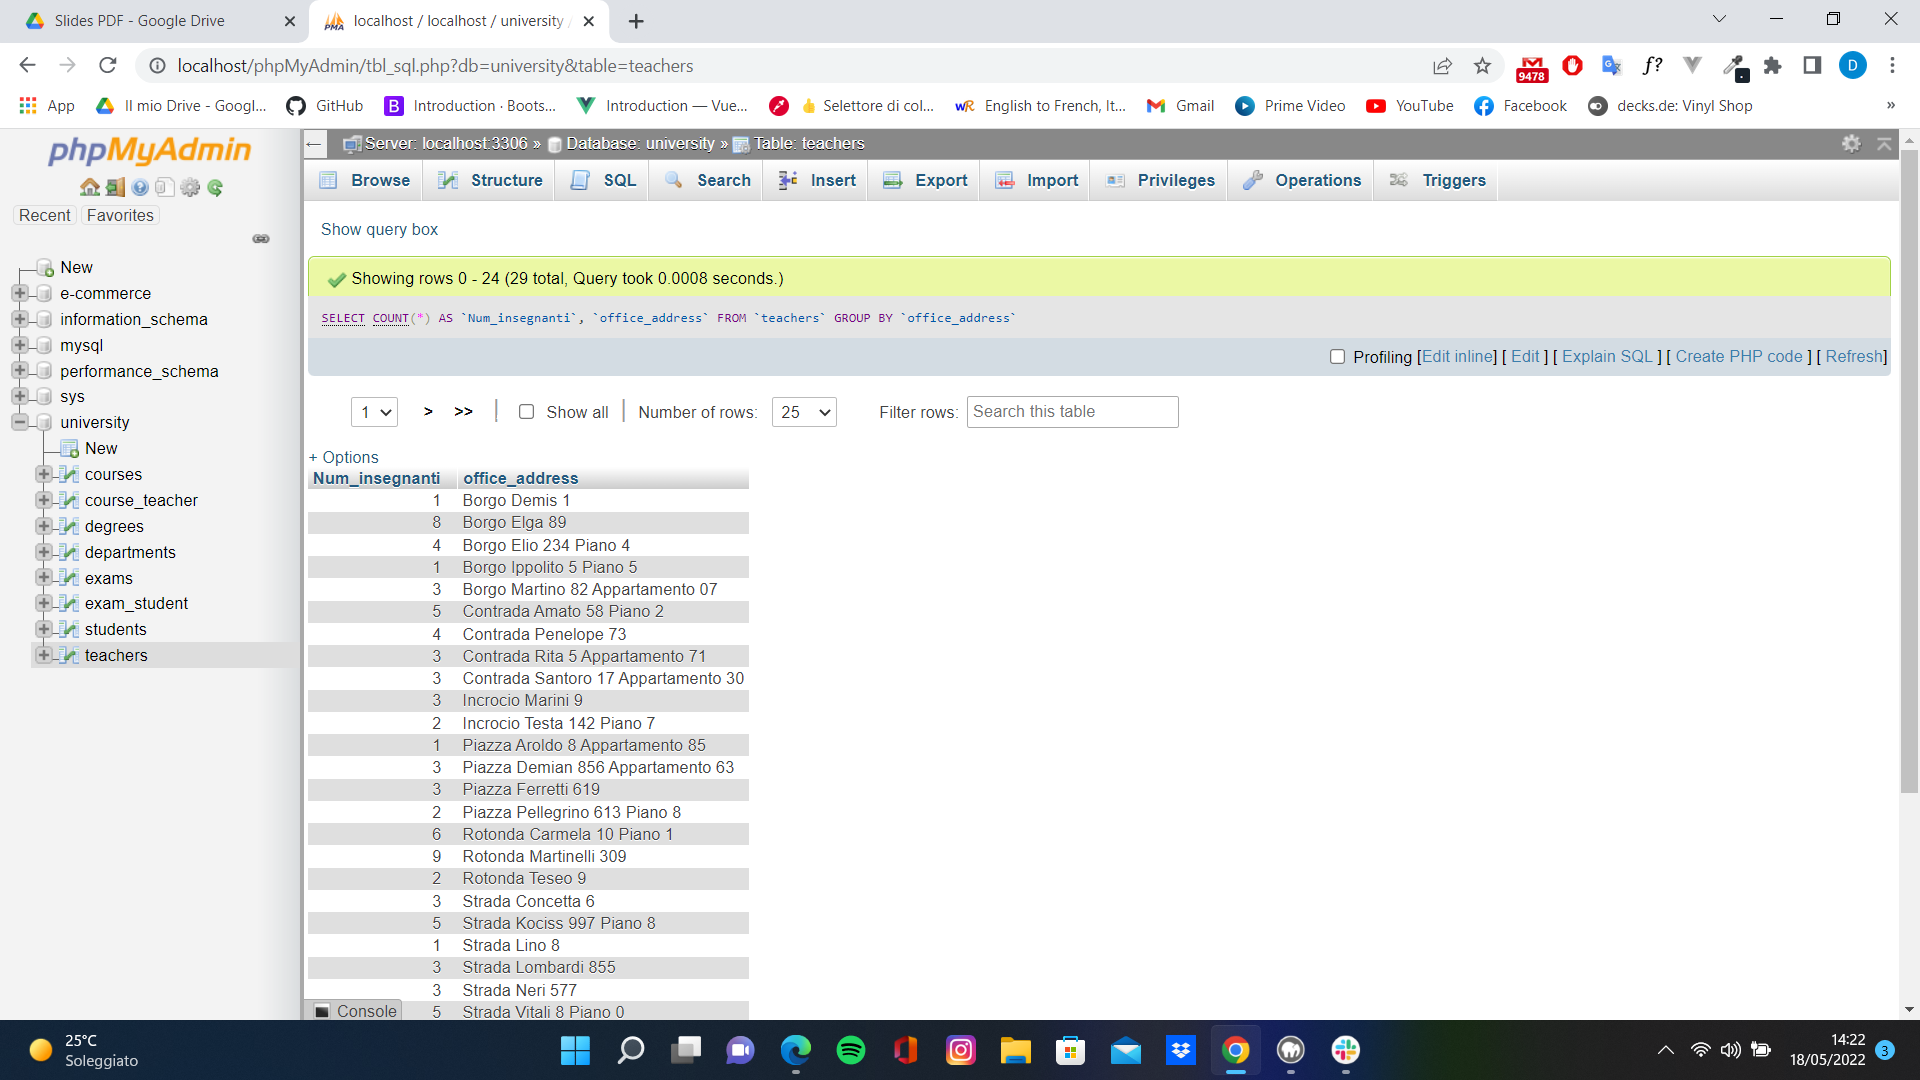 Slides PDF - Google Drive
localhost / localhost / university /
localhost/phpMyAdmin/tbl_sql.php?db=university&table=teachers
9478
f?
D
App
Il mio Drive - Googl...
GitHub
Introduction · Boots...
Introduction — Vue...
Selettore di col...
English to French, It...
Gmail
Prime Video
YouTube
Facebook
decks.de: Vinyl Shop
»
phpMyAdmin
Recent
Favorites
New
e-commerce
information_schema
mysql
performance_schema
sys
university
New
courses
course_teacher
degrees
departments
exams
exam_student
students
teachers
Server: localhost:3306 » Database: university » Table: teachers
Browse
Structure
SQL
Search
Insert
Export
Import
Privileges
Operations
Triggers
Show query box
Showing rows 0 - 24 (29 total, Query took 0.0008 seconds.)
SELECT COUNT(*) AS `Num_insegnanti`, `office_address` FROM `teachers` GROUP BY `office_address`
Profiling [Edit inline] [ Edit ] [ Explain SQL ] [ Create PHP code ] [ Refresh]
1 > >> | Show all | Number of rows: 25 Filter rows: Search this table
+ Options
Num_insegnanti office_address
1 Borgo Demis 1
8 Borgo Elga 89
4 Borgo Elio 234 Piano 4
1 Borgo Ippolito 5 Piano 5
3 Borgo Martino 82 Appartamento 07
5 Contrada Amato 58 Piano 2
4 Contrada Penelope 73
3 Contrada Rita 5 Appartamento 71
3 Contrada Santoro 17 Appartamento 30
3 Incrocio Marini 9
2 Incrocio Testa 142 Piano 7
1 Piazza Aroldo 8 Appartamento 85
3 Piazza Demian 856 Appartamento 63
3 Piazza Ferretti 619
2 Piazza Pellegrino 613 Piano 8
6 Rotonda Carmela 10 Piano 1
9 Rotonda Martinelli 309
2 Rotonda Teseo 9
3 Strada Concetta 6
5 Strada Kociss 997 Piano 8
1 Strada Lino 8
3 Strada Lombardi 855
3 Strada Neri 577
5 Strada Vitali 8 Piano 0
Console
25°C
Soleggiato
14:22
18/05/2022
3